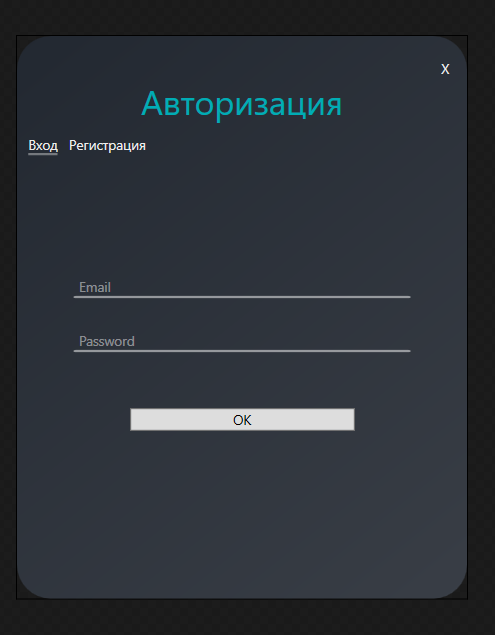 X
Авторизация
Вход Регистрация
Email
Password
OK